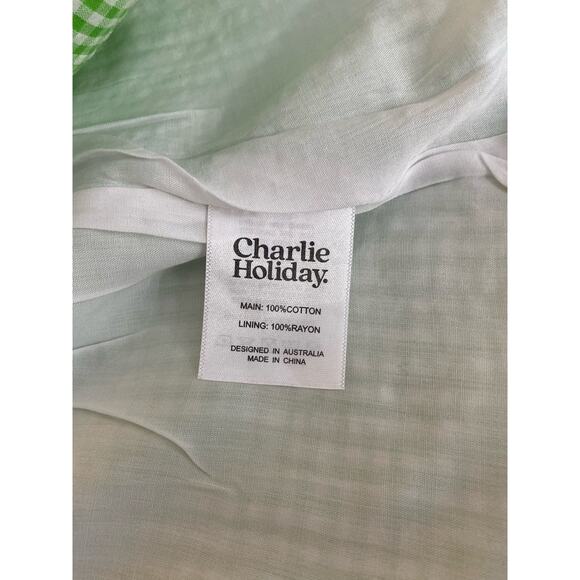 Charlie
Holiday.
MAIN: 100%COTTON
LINING: 100%RAYON
DESIGNED IN AUSTRALIA
MADE IN CHINA